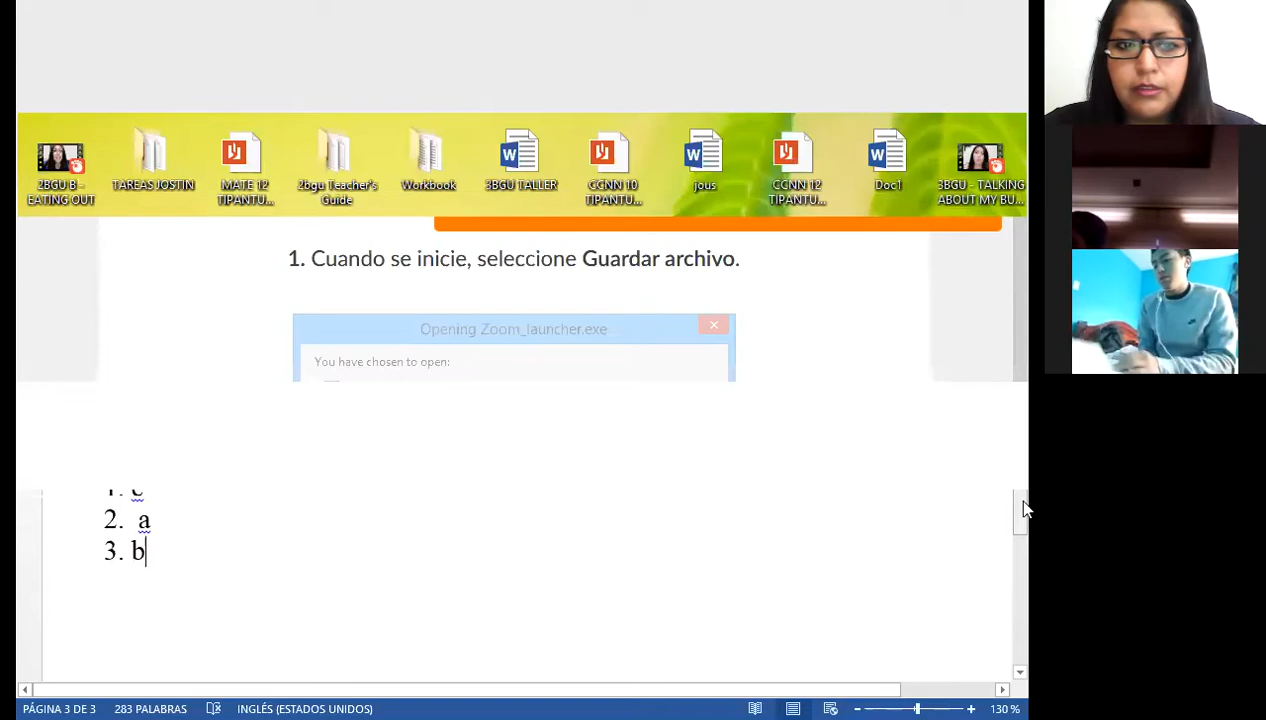 2BGU B –
EATING OUT
TAREAS JOSTIN
MATE 12
TIPANTU...
2bgu Teacher's
Guide
Workbook
3BGU TALLER
CCNN 10
TIPANTU...
jous
CCNN 12
TIPANTU...
Doc1
3BGU - TALKING
ABOUT MY BU...
1. Cuando se inicie, seleccione Guardar archivo.
Opening Zoom_launcher.exe
You have chosen to open:
2. a
3. b
PÁGINA 3 DE 3 283 PALABRAS INGLÉS (ESTADOS UNIDOS) 130 %